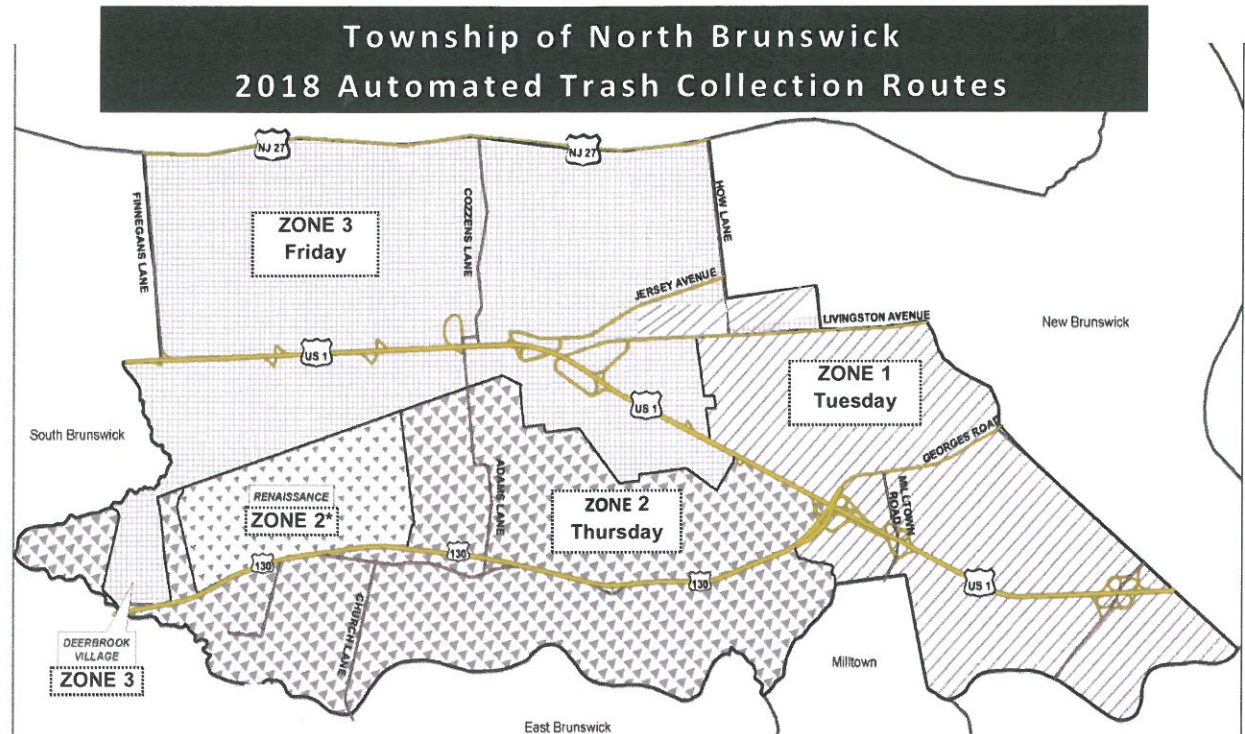 Township of North Brunswick
2018 Automated Trash Collection Routes
NJ 27
NJ 27
FINNEGANS LANE
COZZENS LANE
HOW LANE
ZONE 3
Friday
JERSEY AVENUE
LIVINGSTON AVENUE
New Brunswick
US 1
ZONE 1
Tuesday
US 1
South Brunswick
GEORGES ROAD
ADAMS LANE
MILLTOWN
ROAD
RENAISSANCE
ZONE 2*
ZONE 2
Thursday
130
130
130
US 1
CHURCH LANE
DEERBROOK
VILLAGE
ZONE 3
Milltown
East Brunswick